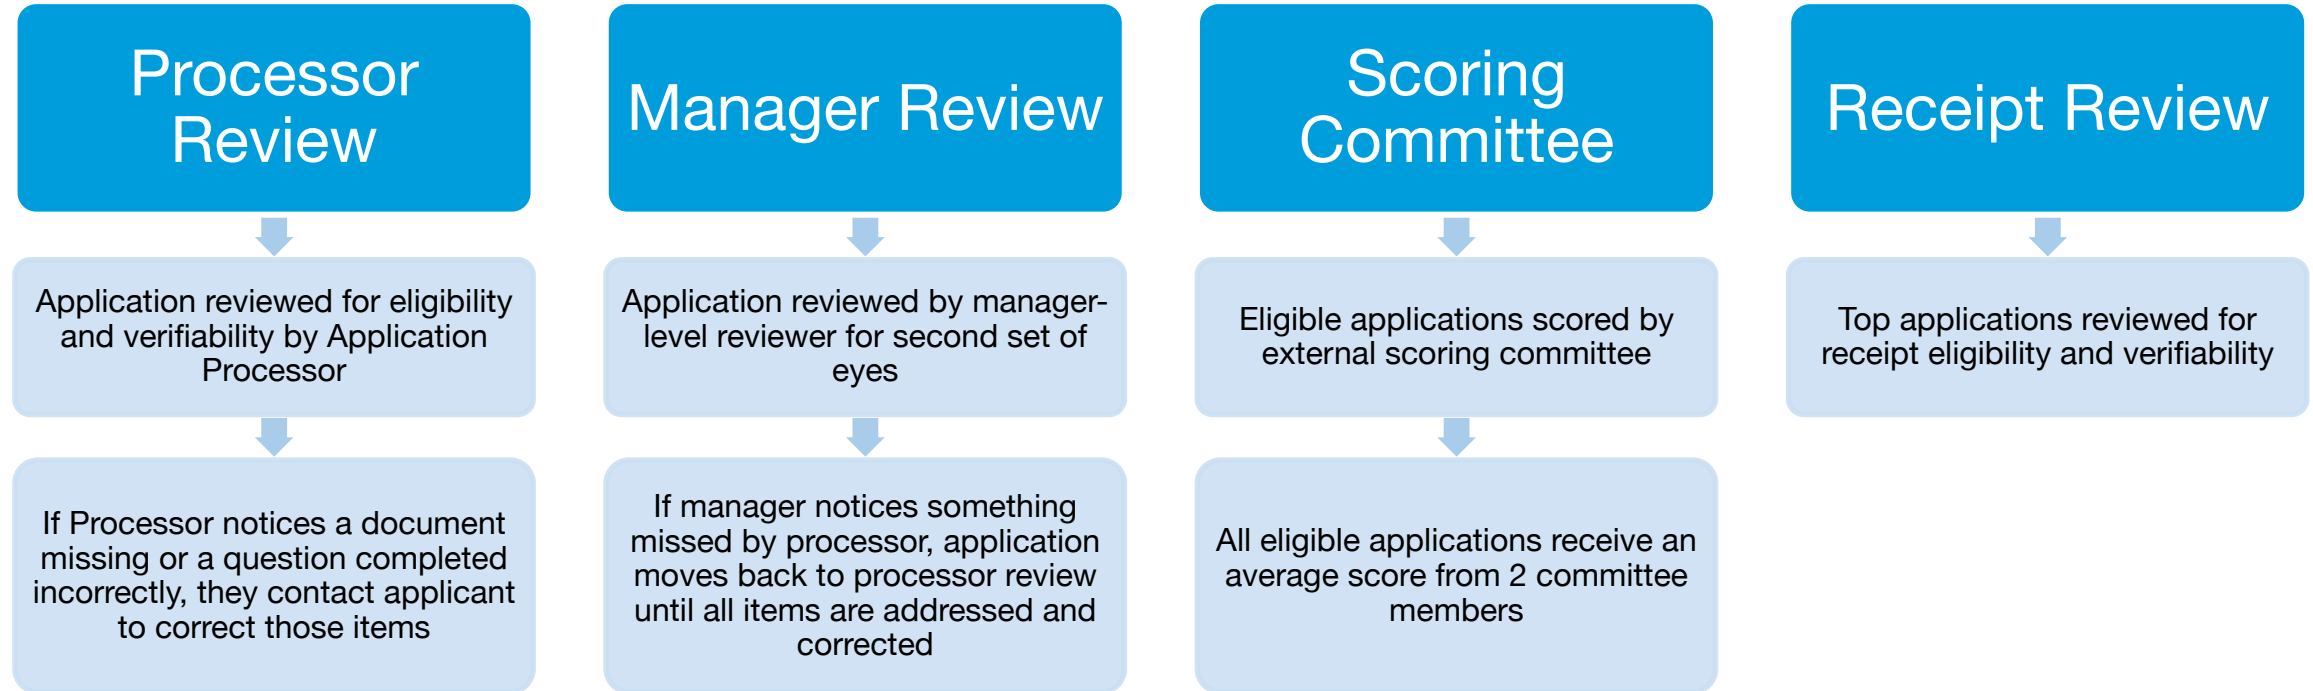 Processor
Review
Application reviewed for eligibility
and verifiability by Application
Processor
If Processor notices a document
missing or a question completed
incorrectly, they contact applicant
to correct those items
Manager Review
Application reviewed by manager-
level reviewer for second set of
eyes
If manager notices something
missed by processor, application
moves back to processor review
until all items are addressed and
corrected
Scoring
Committee
Eligible applications scored by
external scoring committee
All eligible applications receive an
average score from 2 committee
members
Receipt Review
Top applications reviewed for
receipt eligibility and verifiability